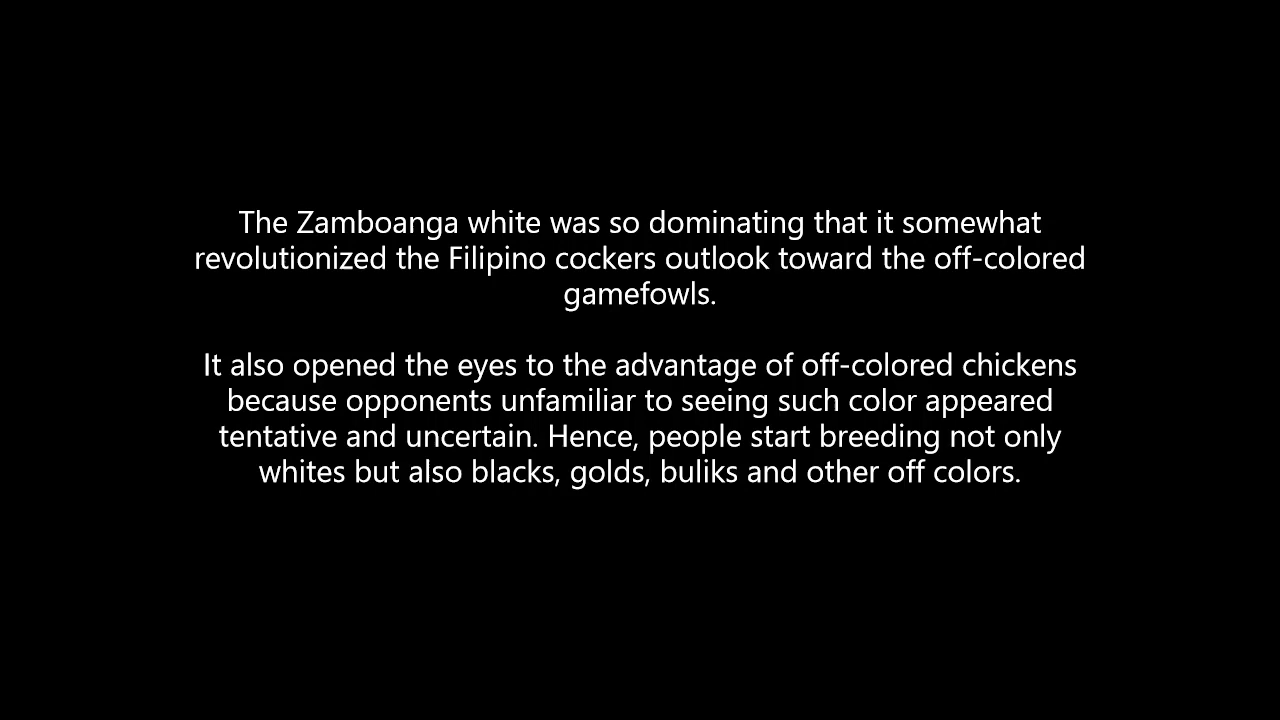 The Zamboanga white was so dominating that it somewhat
revolutionized the Filipino cockers outlook toward the off-colored
gamefowls.
It also opened the eyes to the advantage of off-colored chickens
because opponents unfamiliar to seeing such color appeared
tentative and uncertain. Hence, people start breeding not only
whites but also blacks, golds, buliks and other off colors.